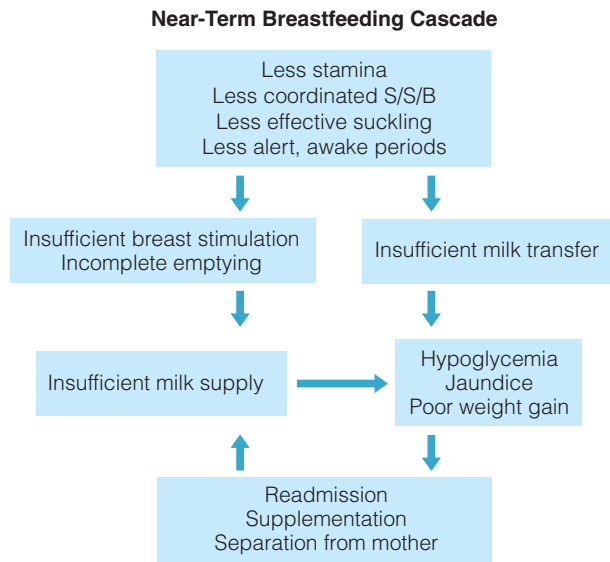 Near-Term Breastfeeding Cascade
Less stamina
Less coordinated S/S/B
Less effective suckling
Less alert, awake periods
Insufficient breast stimulation
Incomplete emptying
Insufficient milk transfer
Insufficient milk supply
Hypoglycemia
Jaundice
Poor weight gain
Readmission
Supplementation
Separation from mother